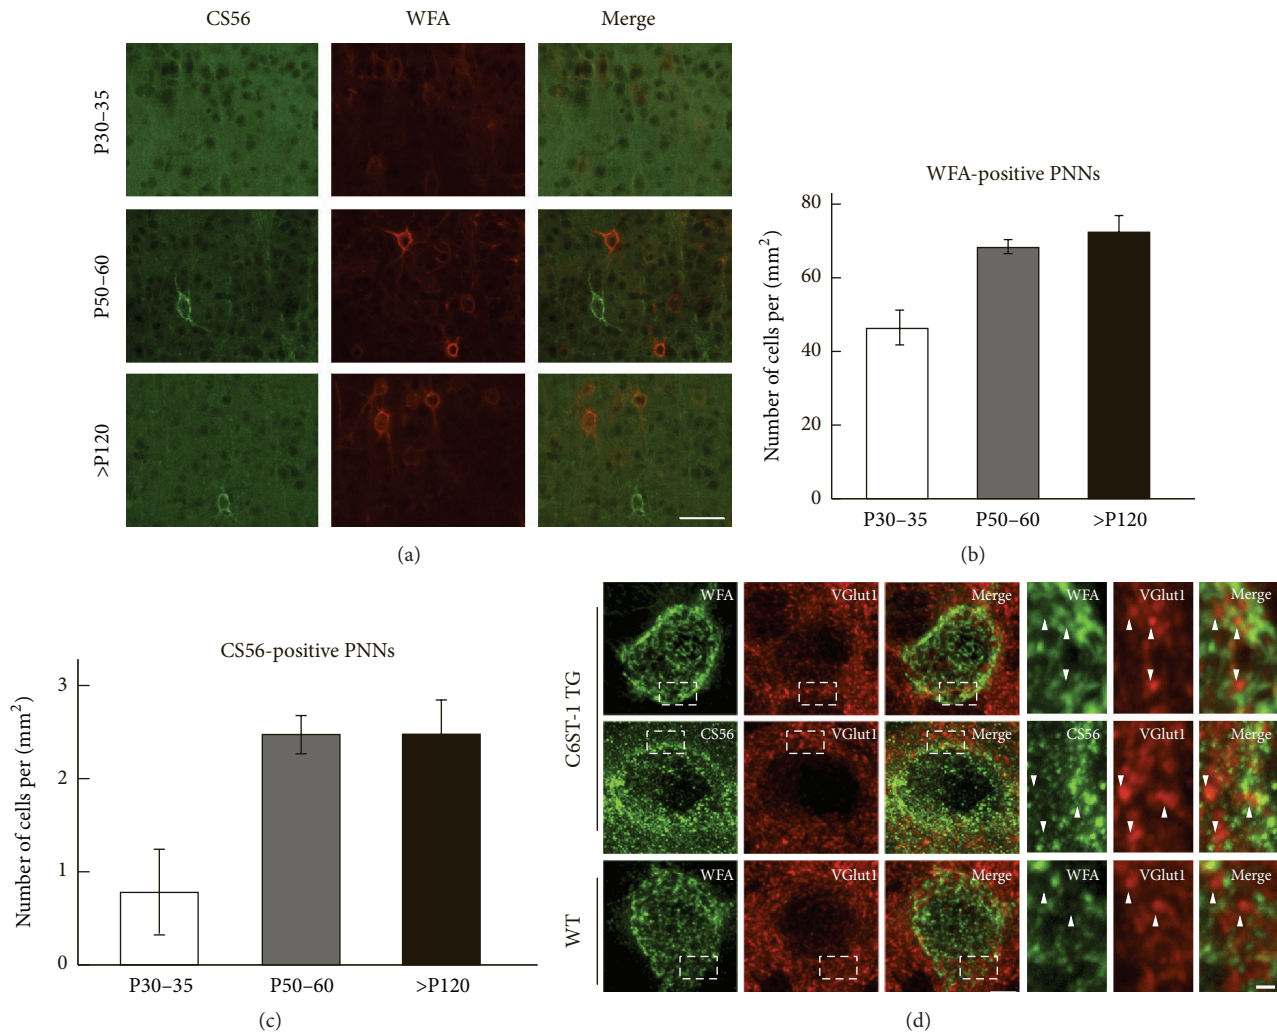 CS56 WFA Merge
P30–35
P50–60
>P120
(a)
WFA-positive PNNs
Number of cells per (mm²)
80
60
40
20
0
P30–35 P50–60 >P120
(b)
CS56-positive PNNs
Number of cells per (mm²)
3
2
1
0
P30–35 P50–60 >P120
(c)
C6ST-1 TG
WFA VGlut1 Merge WFA VGlut1 Merge
CS56 VGlut1 Merge CS56 VGlut1 Merge
WT
WFA VGlut1 Merge WFA VGlut1 Merge
(d)